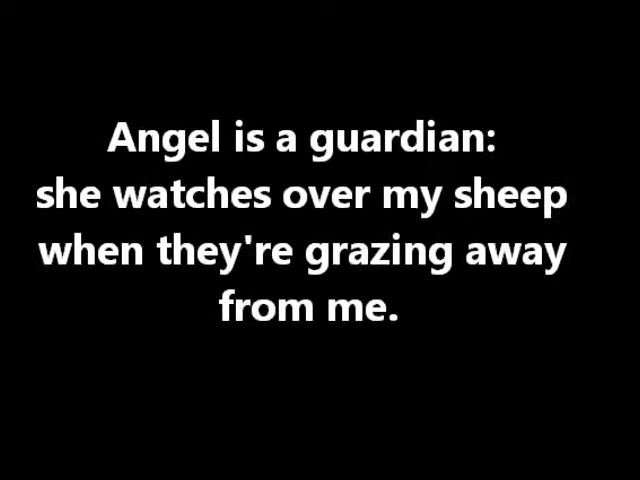 Angel is a guardian:
she watches over my sheep
when they're grazing away
from me.